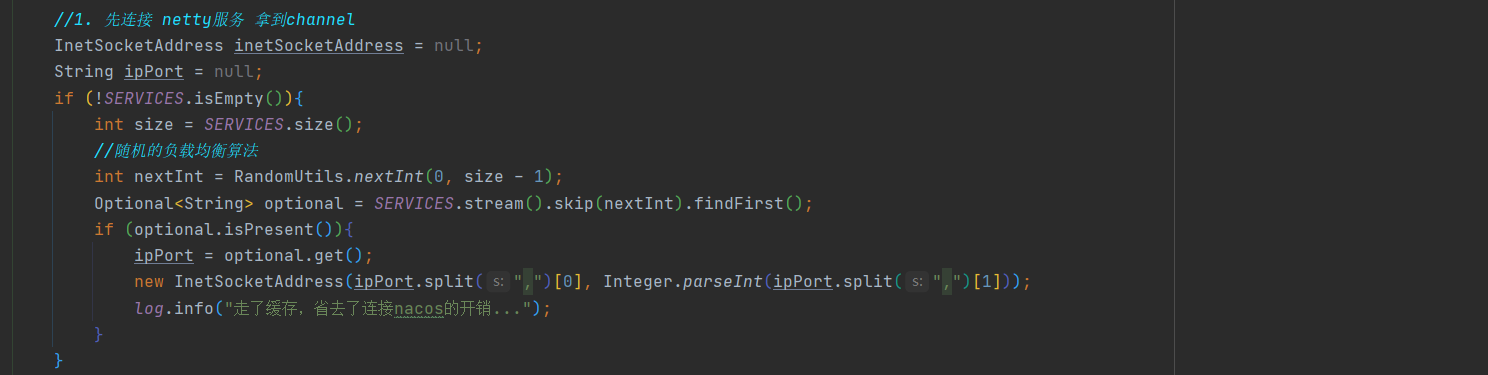 //1. 先连接 netty服务 拿到channel
InetSocketAddress inetSocketAddress = null;
String ipPort = null;
if (!SERVICES.isEmpty()){
int size = SERVICES.size();
//随机的负载均衡算法
int nextInt = RandomUtils.nextInt(0, size - 1);
Optional<String> optional = SERVICES.stream().skip(nextInt).findFirst();
if (optional.isPresent()){
ipPort = optional.get();
new InetSocketAddress(ipPort.split( s: ",")[0], Integer.parseInt(ipPort.split( s: ",")[1]));
log.info("走了缓存，省去了连接nacos的开销...");
}
}